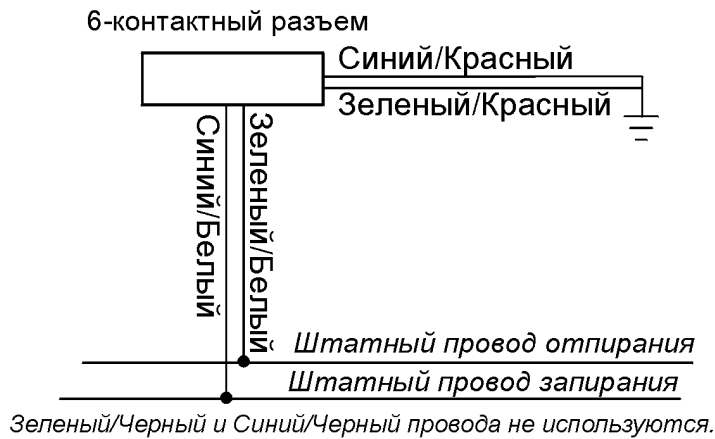 6-контактный разъем
Синий/Красный
Зеленый/Красный
Синий/Белый
Зеленый/Белый
Штатный провод отпирания
Штатный провод запирания
Зеленый/Черный и Синий/Черный провода не используются.